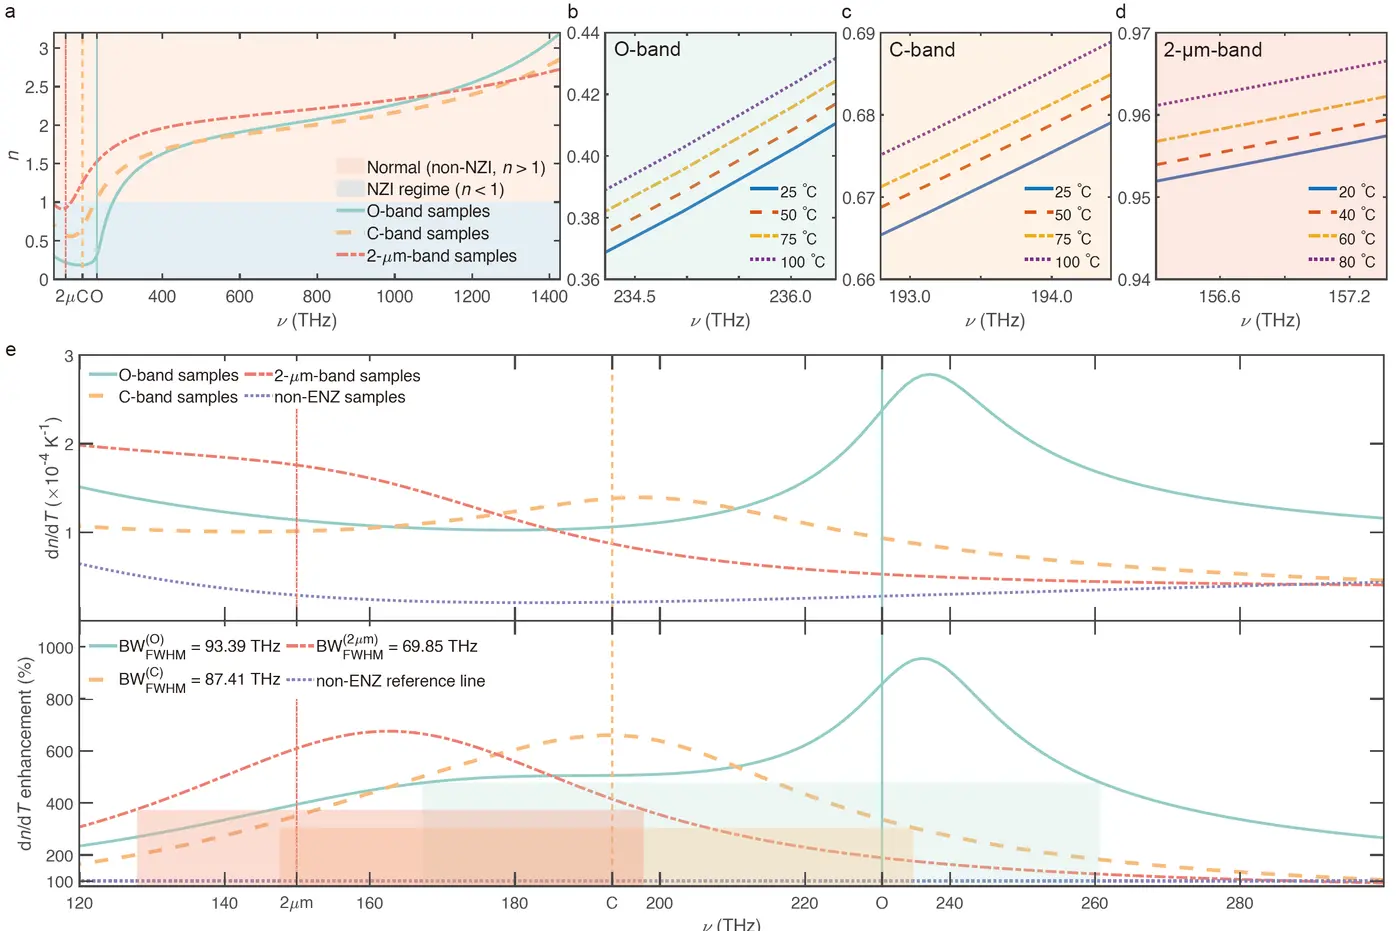 a
n
3
2.5
2
1.5
1
0.5
0
Normal (non-NZI, n > 1)
NZI regime (n < 1)
O-band samples
C-band samples
2-μm-band samples
2μ C O 400 600 800 1000 1200 1400
ν (THz)
b
0.44
0.42
0.40
0.38
0.36
O-band
25 °C
50 °C
75 °C
100 °C
234.5 236.0
ν (THz)
c
0.69
0.68
0.67
0.66
C-band
25 °C
50 °C
75 °C
100 °C
193.0 194.0
ν (THz)
d
0.97
0.96
0.95
0.94
2-μm-band
20 °C
40 °C
60 °C
80 °C
156.6 157.2
ν (THz)
e
dn/dT (×10⁻⁴ K⁻¹)
3
2
1
O-band samples 2-μm-band samples
C-band samples non-ENZ samples
dn/dT enhancement (%)
1000
800
600
400
200
100
BW(O)FWHM = 93.39 THz BW(2μm)FWHM = 69.85 THz
BW(C)FWHM = 87.41 THz non-ENZ reference line
120 140 2μm 160 180 C 200 220 O 240 260 280
ν (THz)